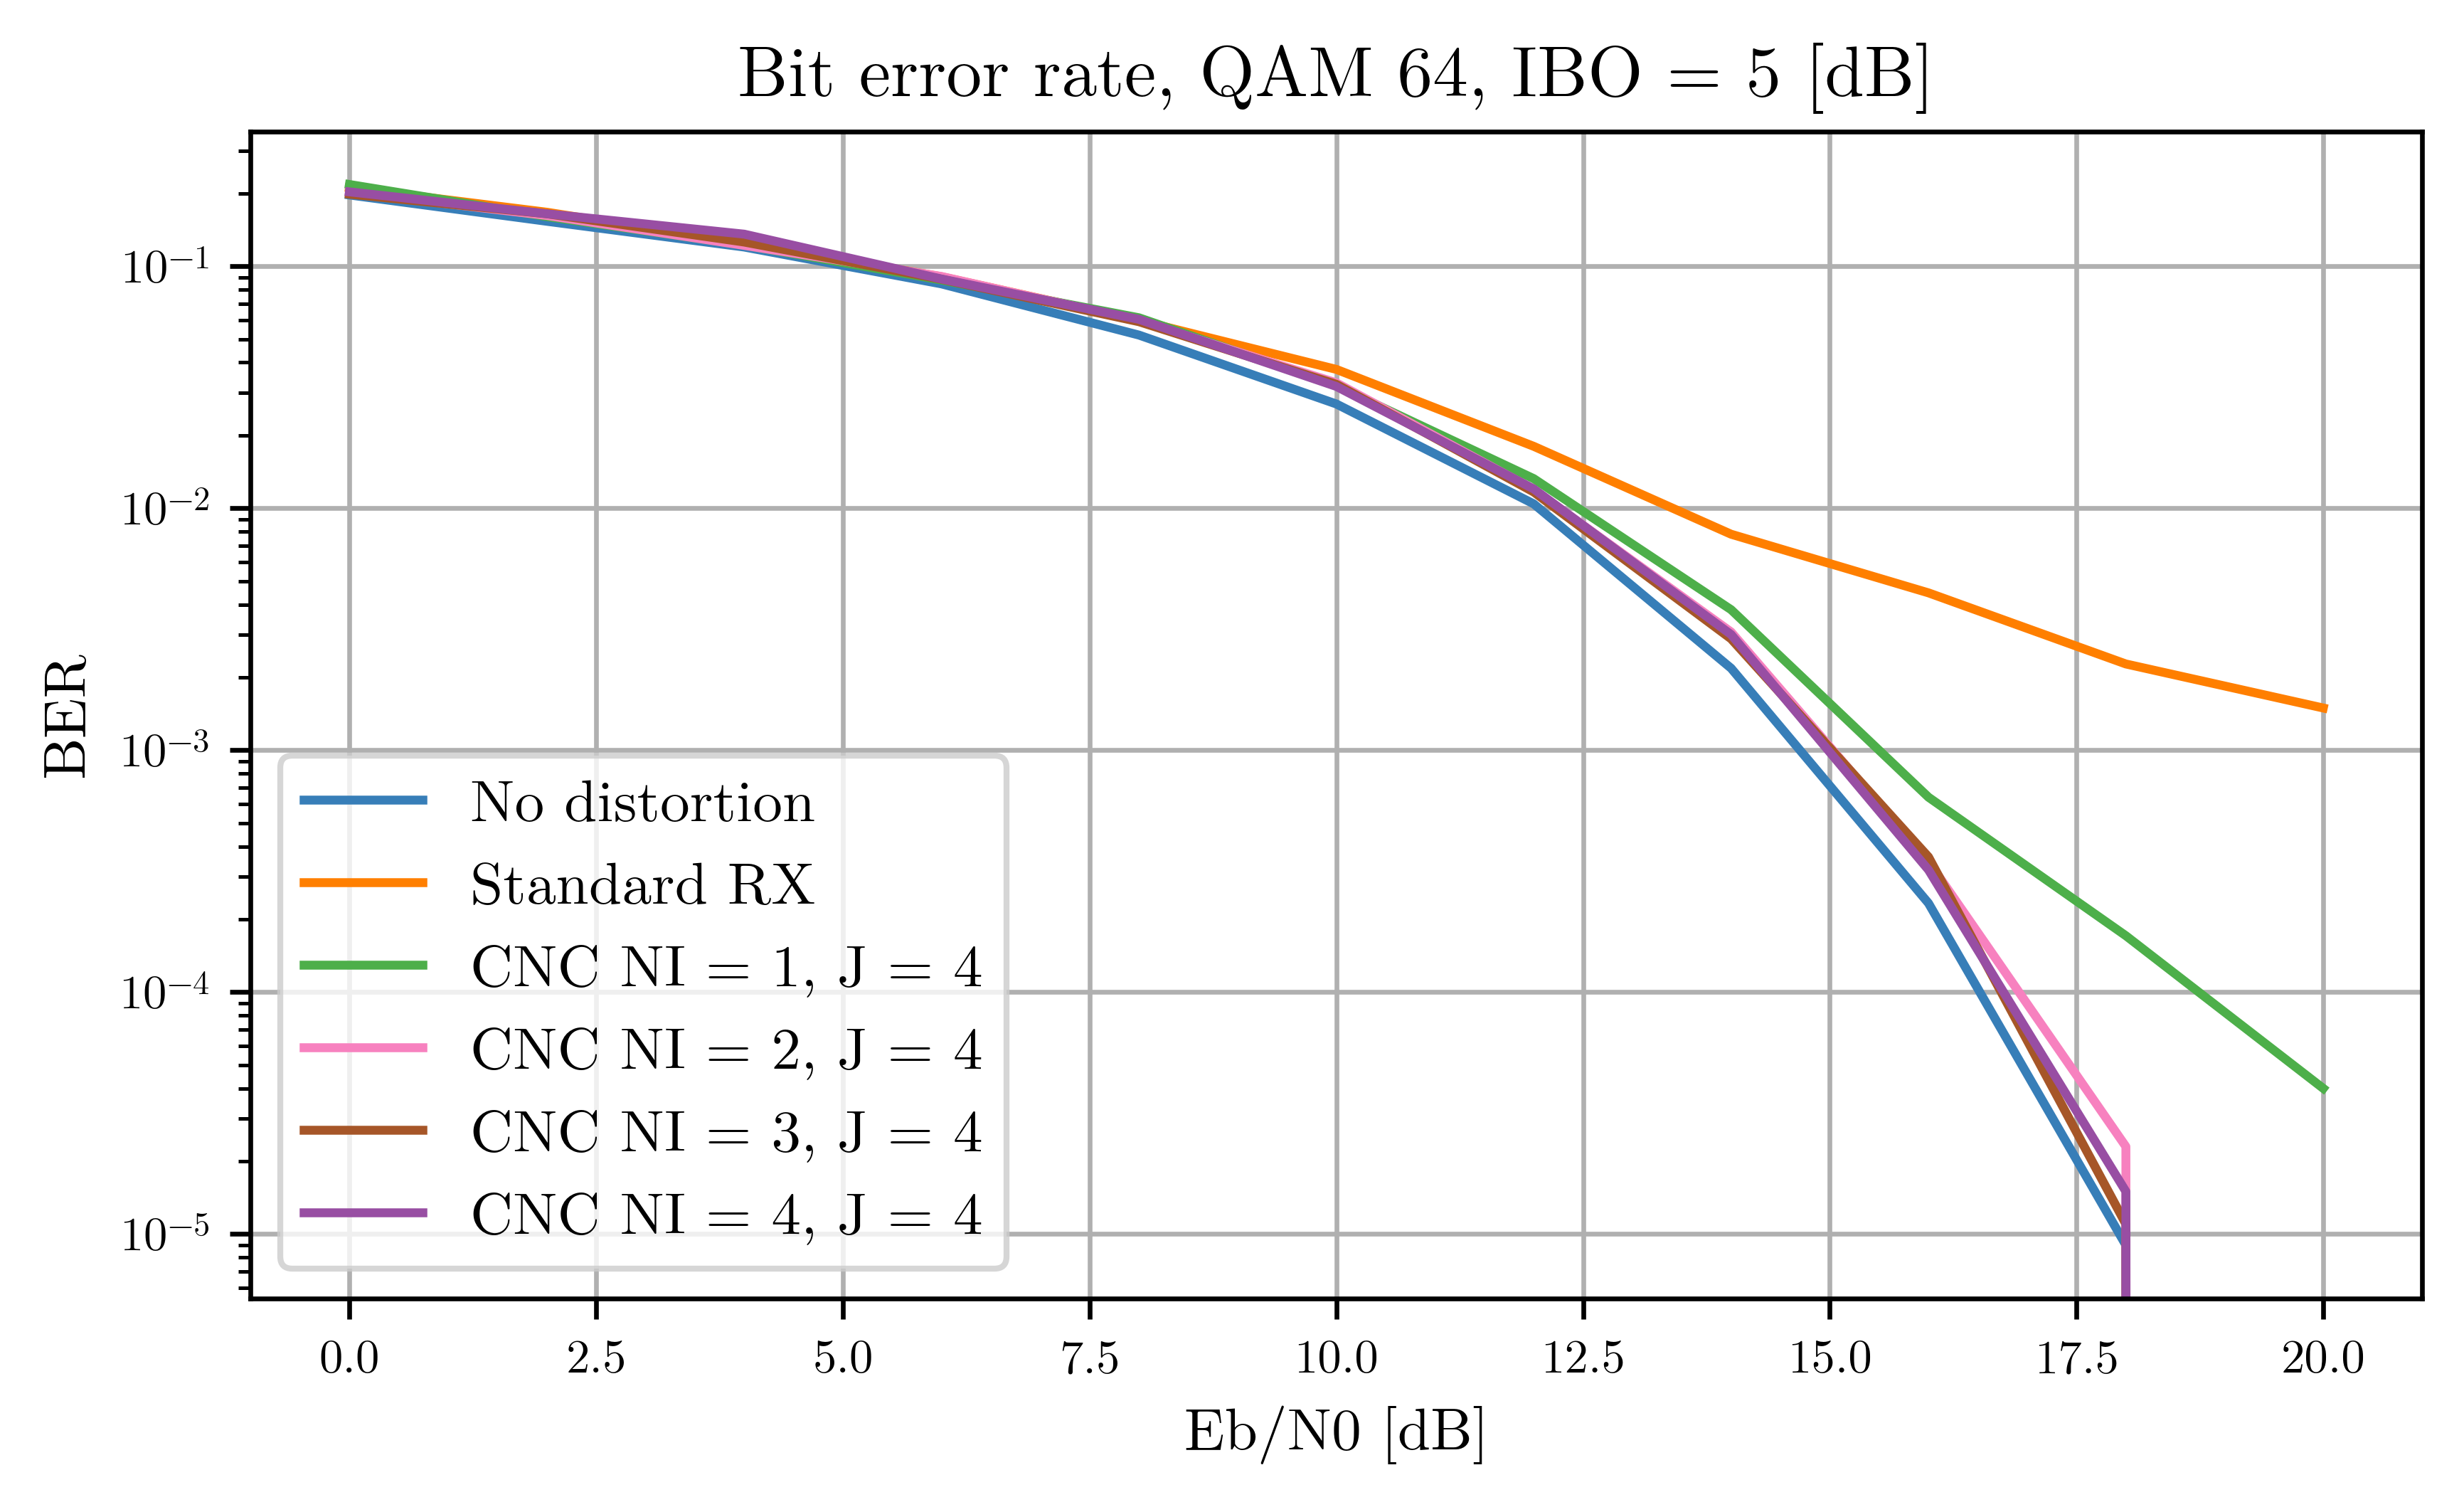 Bit error rate, QAM 64, IBO = 5 [dB]
BER
10⁻¹
10⁻²
10⁻³
10⁻⁴
10⁻⁵
No distortion
Standard RX
CNC NI = 1, J = 4
CNC NI = 2, J = 4
CNC NI = 3, J = 4
CNC NI = 4, J = 4
0.0 2.5 5.0 7.5 10.0 12.5 15.0 17.5 20.0
Eb/N0 [dB]